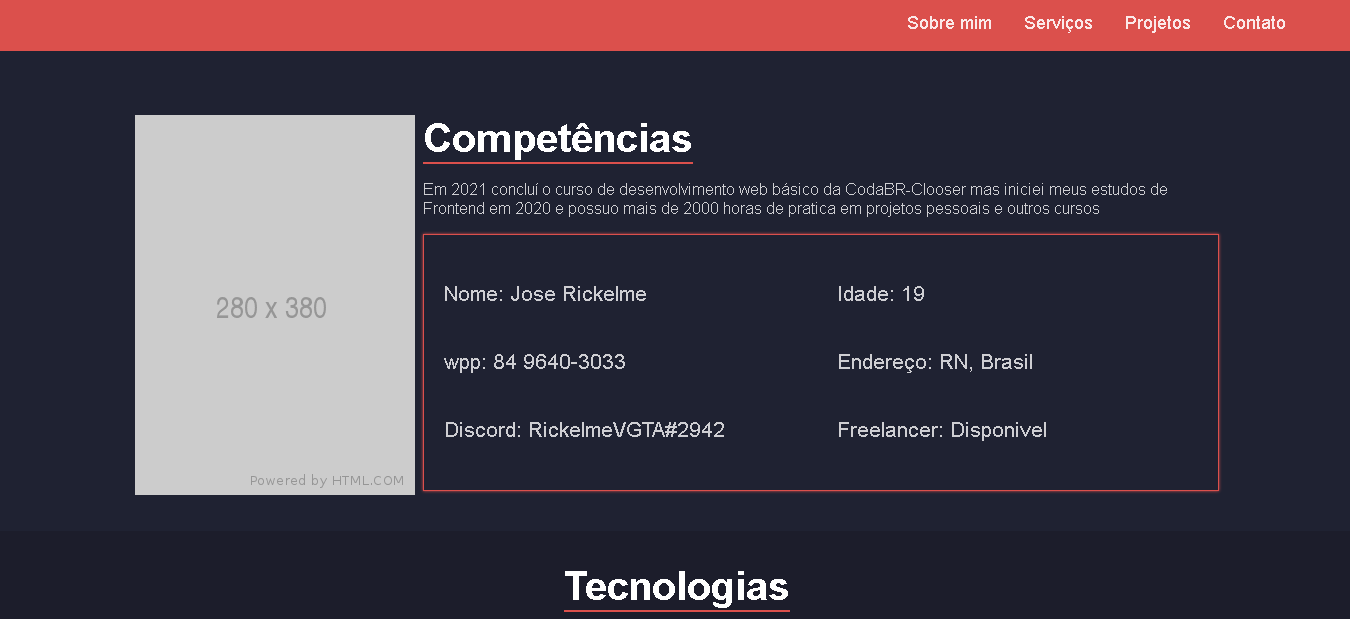 Sobre mim Serviços Projetos Contato
Competências
Em 2021 concluí o curso de desenvolvimento web básico da CodaBR-Clooser mas iniciei meus estudos de
Frontend em 2020 e possuo mais de 2000 horas de pratica em projetos pessoais e outros cursos
280 x 380
Powered by HTML.COM
Nome: Jose Rickelme Idade: 19
wpp: 84 9640-3033 Endereço: RN, Brasil
Discord: RickelmeVGTA#2942 Freelancer: Disponivel
Tecnologias